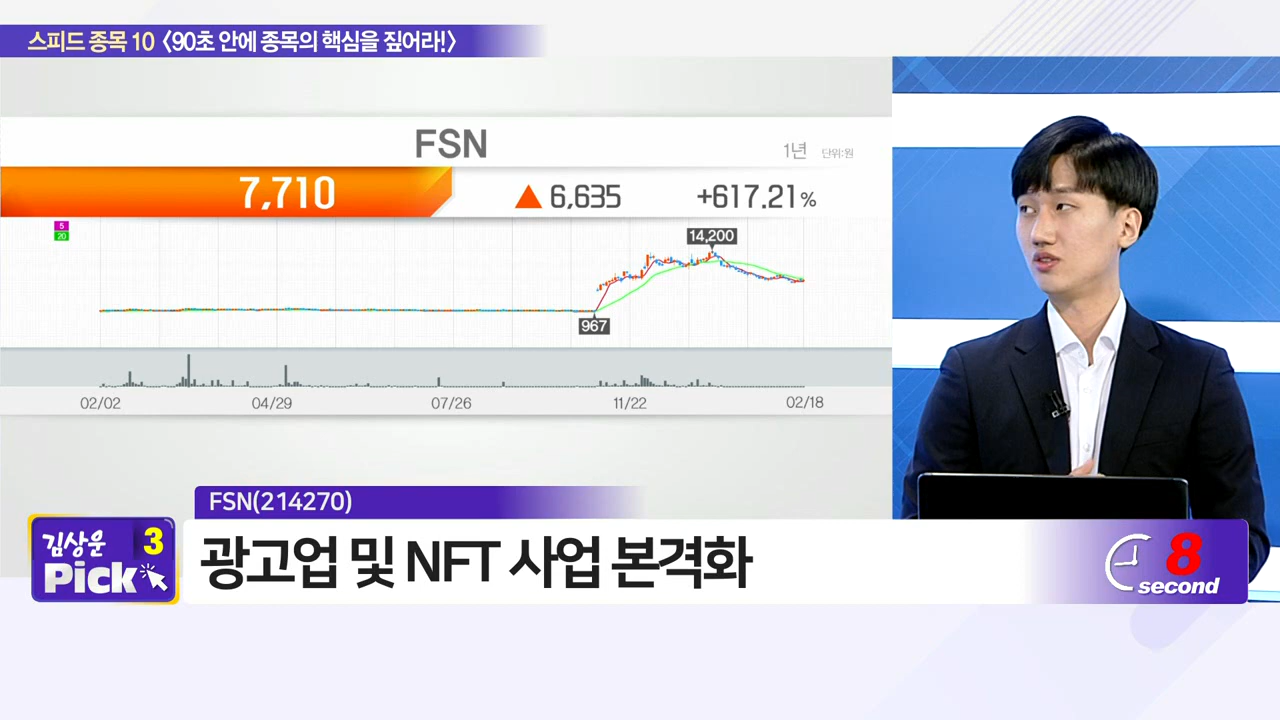 스피드 종목 10 <90초 안에 종목의 핵심을 짚어라!>
FSN
1년 단위:원
7,710 ▲ 6,635 +617.21%
5
20
14,200
967
02/02 04/29 07/26 11/22 02/18
FSN(214270)
김상운 3
Pick
광고업 및 NFT 사업 본격화
8
second